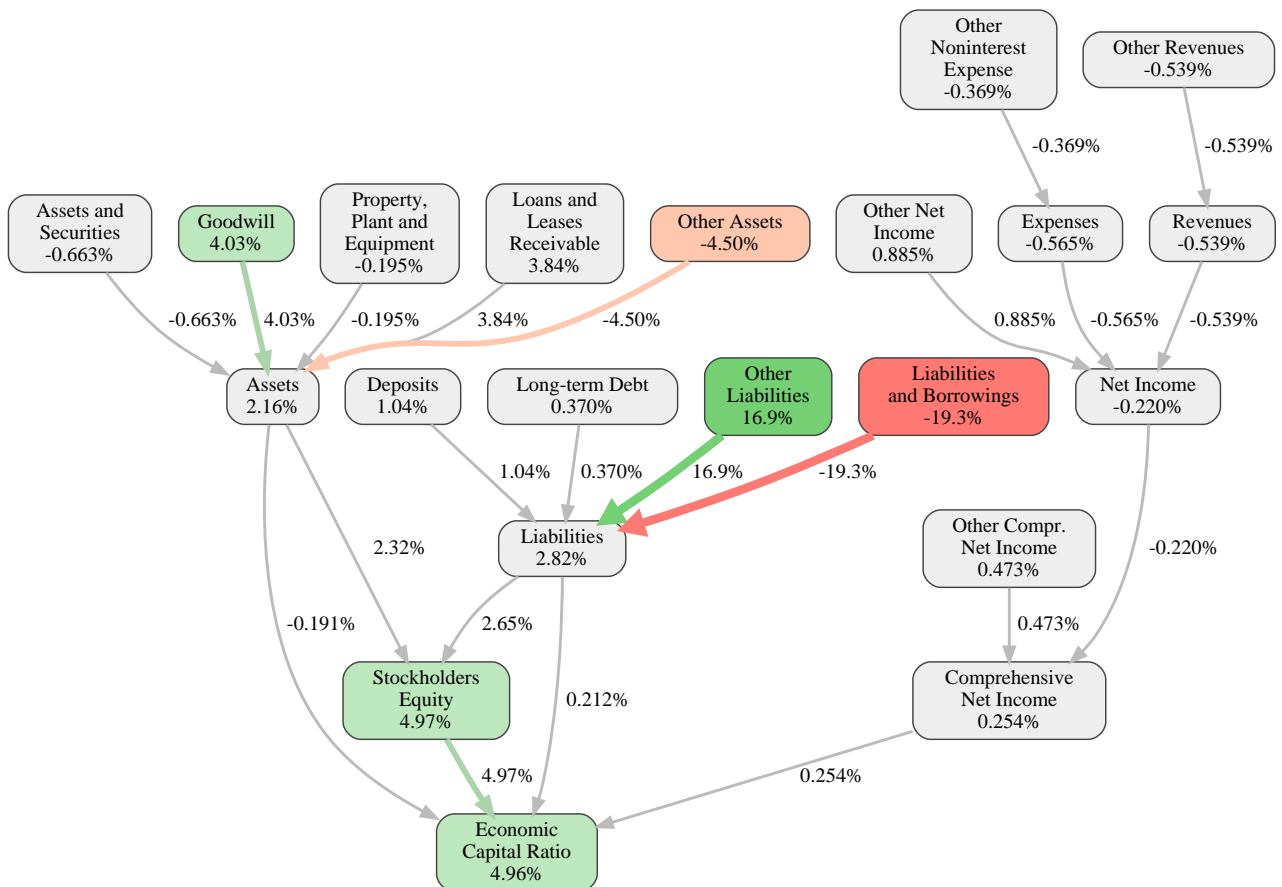 Other
Noninterest
Expense
-0.369%
Other Revenues
-0.539%
-0.369%
-0.539%
Assets and
Securities
-0.663%
Goodwill
4.03%
Property,
Plant and
Equipment
-0.195%
Loans and
Leases
Receivable
3.84%
Other Assets
-4.50%
Other Net
Income
0.885%
Expenses
-0.565%
Revenues
-0.539%
-0.663%
4.03%
-0.195%
3.84%
-4.50%
0.885%
-0.565%
-0.539%
Assets
2.16%
Deposits
1.04%
Long-term Debt
0.370%
Other
Liabilities
16.9%
Liabilities
and Borrowings
-19.3%
Net Income
-0.220%
1.04%
0.370%
16.9%
-19.3%
2.32%
Liabilities
2.82%
Other Compr.
Net Income
0.473%
-0.220%
-0.191%
2.65%
0.212%
0.473%
Stockholders
Equity
4.97%
Comprehensive
Net Income
0.254%
4.97%
0.254%
Economic
Capital Ratio
4.96%